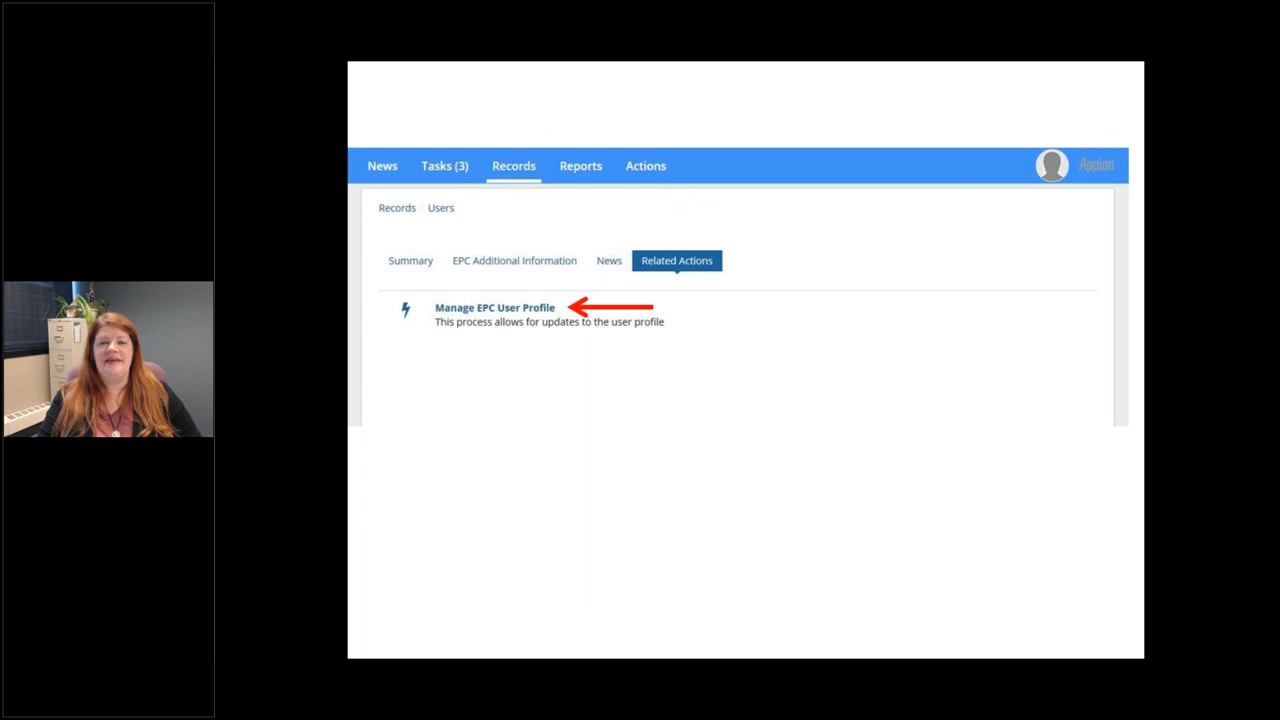 News Tasks (3) Records Reports Actions Appian
Records / Users
Summary EPC Additional Information News Related Actions
Manage EPC User Profile
This process allows for updates to the user profile